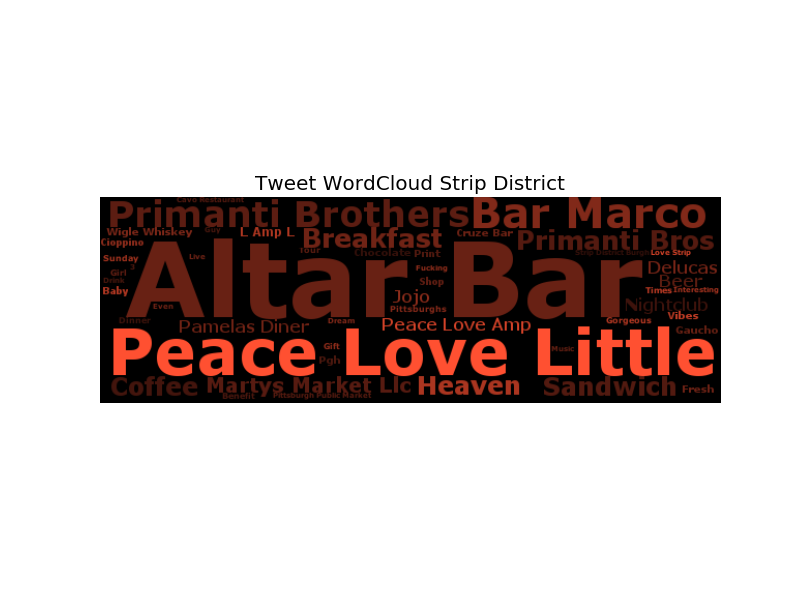 Tweet WordCloud Strip District
Cavo Restaurant
Primanti Brothers
Bar Marco
Wigle Whiskey
Guy
L Amp L
Breakfast
Cruze Bar
Primanti Bros
Cioppino
Altar Bar
Tour
Chocolate
Print
Strip District Burgh
Love Strip
Sunday
Live
Fucking
Delucas
Girl
3
Drink
Shop
Beer
Baby
Jojo
Times
Interesting
Even
Pittsburghs
Nightclub
Vibes
Dinner
Pamelas Diner
Dream
Peace Love Amp
Gorgeous
Gaucho
Peace Love Little
Gift
Music
Pgh
Coffee
Martys Market Llc
Heaven
Sandwich
Fresh
Benefit
Pittsburgh Public Market